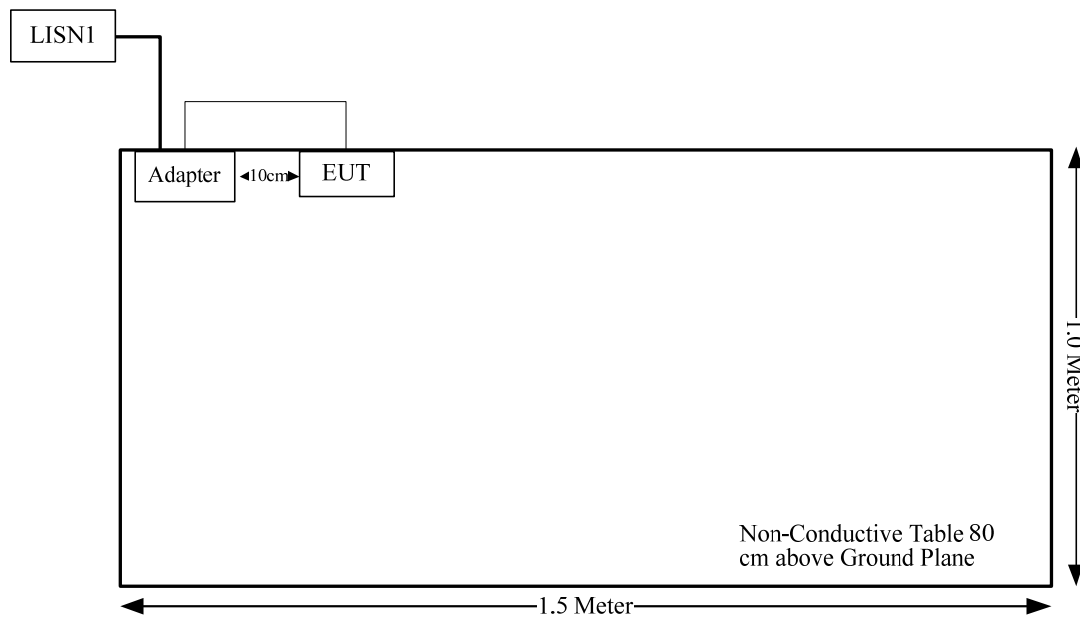 LISN1
Adapter
10cm
EUT
1.0 Meter
Non-Conductive Table 80
cm above Ground Plane
1.5 Meter